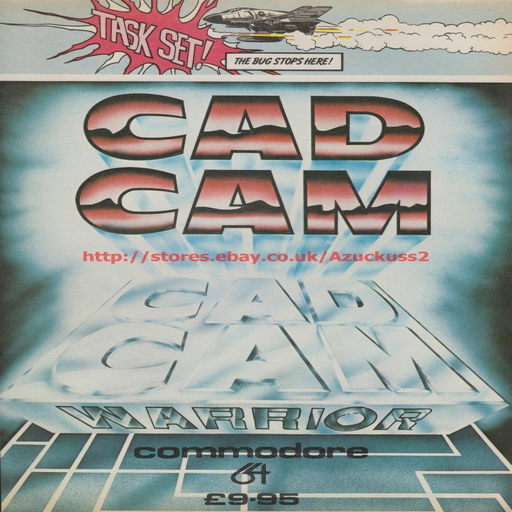 TASK SET!
THE BUG STOPS HERE!
CAD
CAM
http://stores.ebay.co.uk/Azuckuss2
CAD
CAM
WARRIOR
commodore
64
£9-95